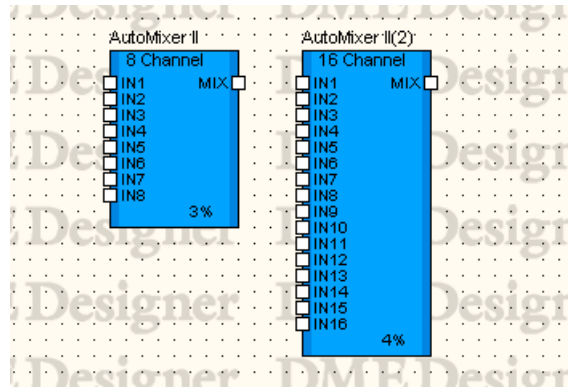 AutoMixer II
8 Channel
IN1 MIX
IN2
IN3
IN4
IN5
IN6
IN7
IN8
3%
AutoMixer II(2)
16 Channel
IN1 MIX
IN2
IN3
IN4
IN5
IN6
IN7
IN8
IN9
IN10
IN11
IN12
IN13
IN14
IN15
IN16
4%
DME Designer